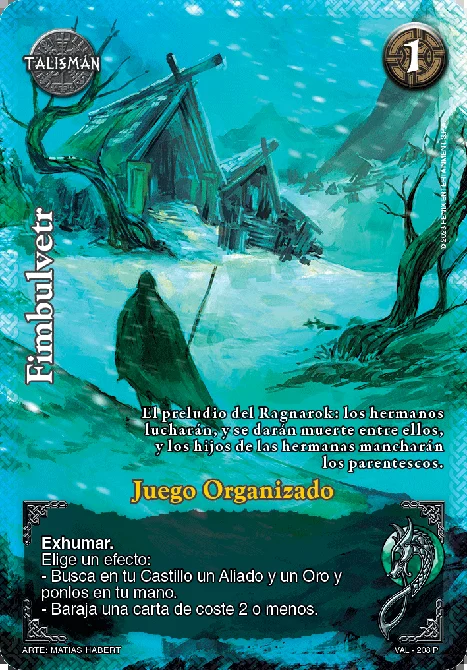 TALISMÁN
1
Fimbulvetr
El preludio del Ragnarok: los hermanos
lucharán, y se darán muerte entre ellos,
y los hijos de las hermanas mancharán
los parentescos.
Juego Organizado
Exhumar.
Elige un efecto:
- Busca en tu Castillo un Aliado y un Oro y
ponlos en tu mano.
- Baraja una carta de coste 2 o menos.
ARTE: MATIAS HABERT